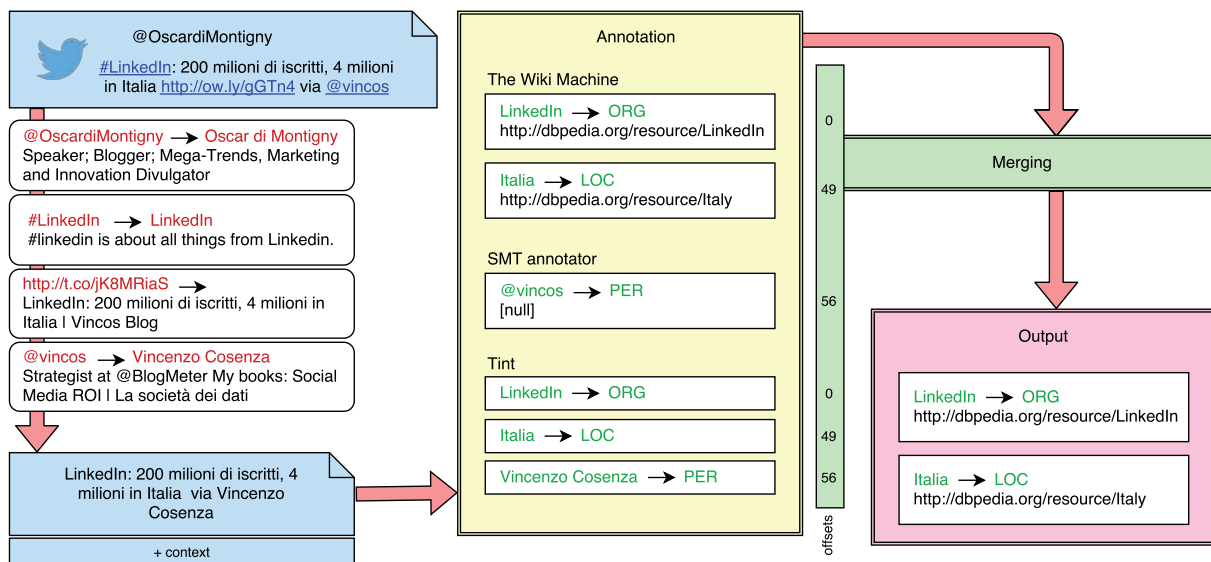 @OscardiMontigny
#LinkedIn: 200 milioni di iscritti, 4 milioni
in Italia http://ow.ly/gGTn4 via @vincos
@OscardiMontigny → Oscar di Montigny
Speaker; Blogger; Mega-Trends, Marketing
and Innovation Divulgator
#LinkedIn → LinkedIn
#linkedin is about all things from Linkedin.
http://t.co/jK8MRiaS →
LinkedIn: 200 milioni di iscritti, 4 milioni in
Italia | Vincos Blog
@vincos → Vincenzo Cosenza
Strategist at @BlogMeter My books: Social
Media ROI | La società dei dati
LinkedIn: 200 milioni di iscritti, 4
milioni in Italia via Vincenzo
Cosenza
+ context
Annotation
The Wiki Machine
LinkedIn → ORG
http://dbpedia.org/resource/LinkedIn
Italia → LOC
http://dbpedia.org/resource/Italy
SMT annotator
@vincos → PER
[null]
Tint
LinkedIn → ORG
Italia → LOC
Vincenzo Cosenza → PER
0
49
56
0
49
56
offsets
Merging
Output
LinkedIn → ORG
http://dbpedia.org/resource/LinkedIn
Italia → LOC
http://dbpedia.org/resource/Italy